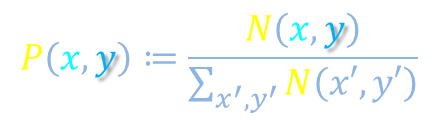 P(x, y) := N(x, y) / ∑x′,y′ N(x′, y′)